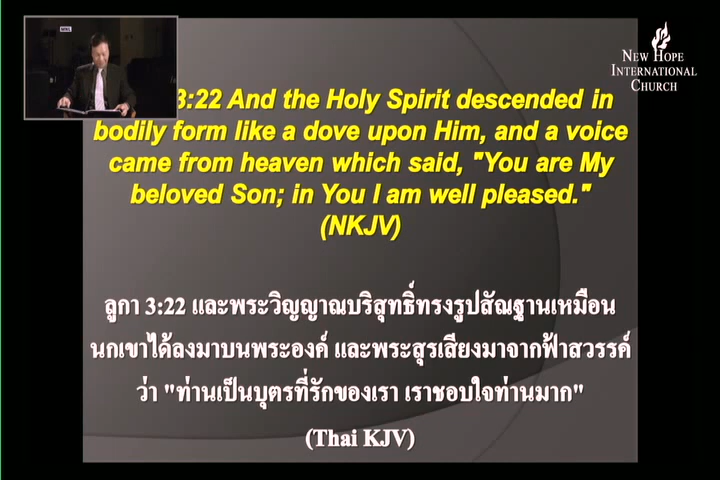 NEW HOPE
INTERNATIONAL
CHURCH
3:22 And the Holy Spirit descended in
bodily form like a dove upon Him, and a voice
came from heaven which said, "You are My
beloved Son; in You I am well pleased."
(NKJV)
ลูกา 3:22 และพระวิญญาณบริสุทธิ์ทรงรูปสัณฐานเหมือน
นกเขาได้ลงมาบนพระองค์ และพระสุรเสียงมาจากฟ้าสวรรค์
ว่า "ท่านเป็นบุตรที่รักของเรา เราชอบใจท่านมาก"
(Thai KJV)